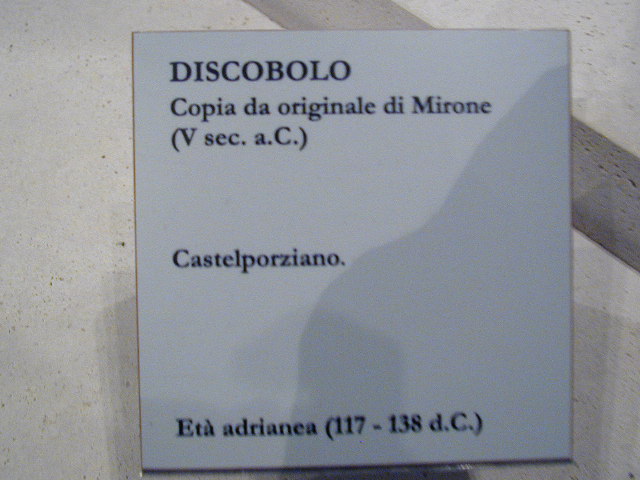 DISCOBOLO
Copia da originale di Mirone
(V sec. a.C.)
Castelporziano.
Età adrianea (117 - 138 d.C.)